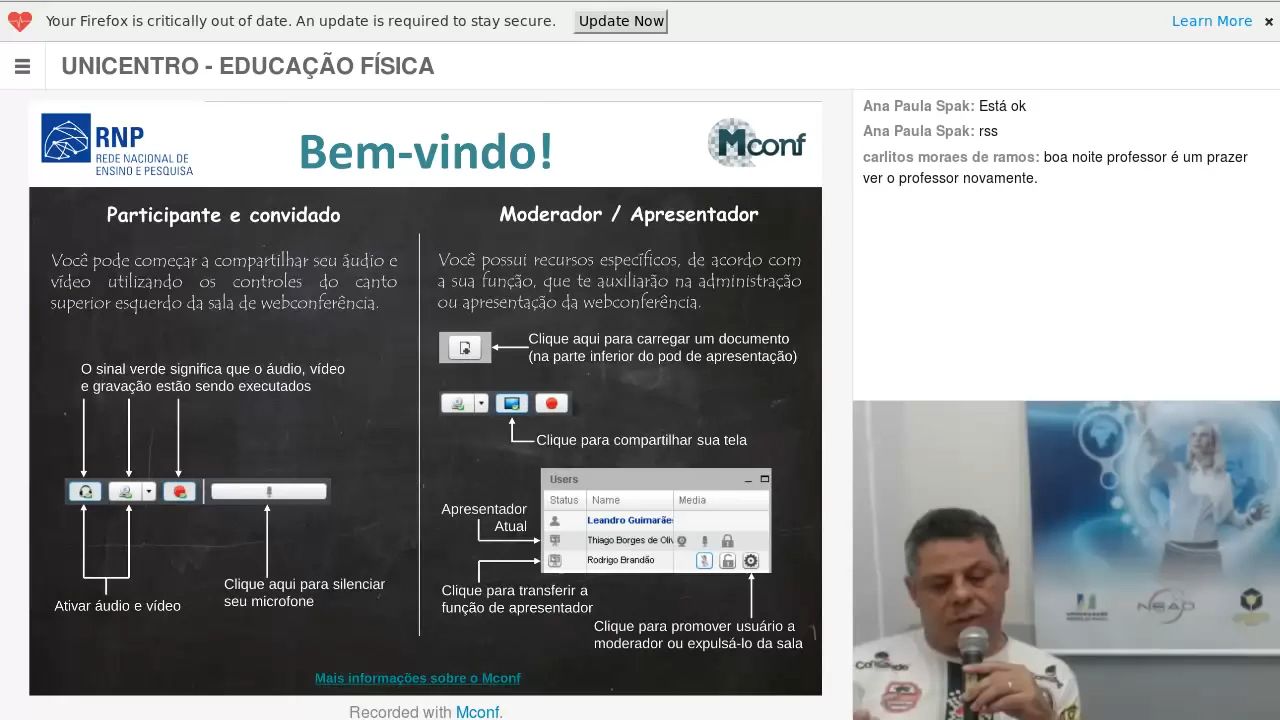 Your Firefox is critically out of date. An update is required to stay secure.
Update Now
Learn More
UNICENTRO - EDUCAÇÃO FÍSICA
RNP
REDE NACIONAL DE
ENSINO E PESQUISA
Bem-vindo!
Mconf
Participante e convidado
Você pode começar a compartilhar seu áudio e
vídeo utilizando os controles do canto
superior esquerdo da sala de webconferência.
O sinal verde significa que o áudio, vídeo
e gravação estão sendo executados
Ativar áudio e vídeo
Clique aqui para silenciar
seu microfone
Moderador / Apresentador
Você possui recursos específicos, de acordo com
a sua função, que te auxiliarão na administração
ou apresentação da webconferência.
Clique aqui para carregar um documento
(na parte inferior do pod de apresentação)
Clique para compartilhar sua tela
Users
Status Name Media
Leandro Guimarães
Thiago Borges de Oliv
Rodrigo Brandão
Apresentador
Atual
Clique para transferir a
função de apresentador
Clique para promover usuário a
moderador ou expulsá-lo da sala
Mais informações sobre o Mconf
Recorded with Mconf.
Ana Paula Spak: Está ok
Ana Paula Spak: rss
carlitos moraes de ramos: boa noite professor é um prazer
ver o professor novamente.
NEAD